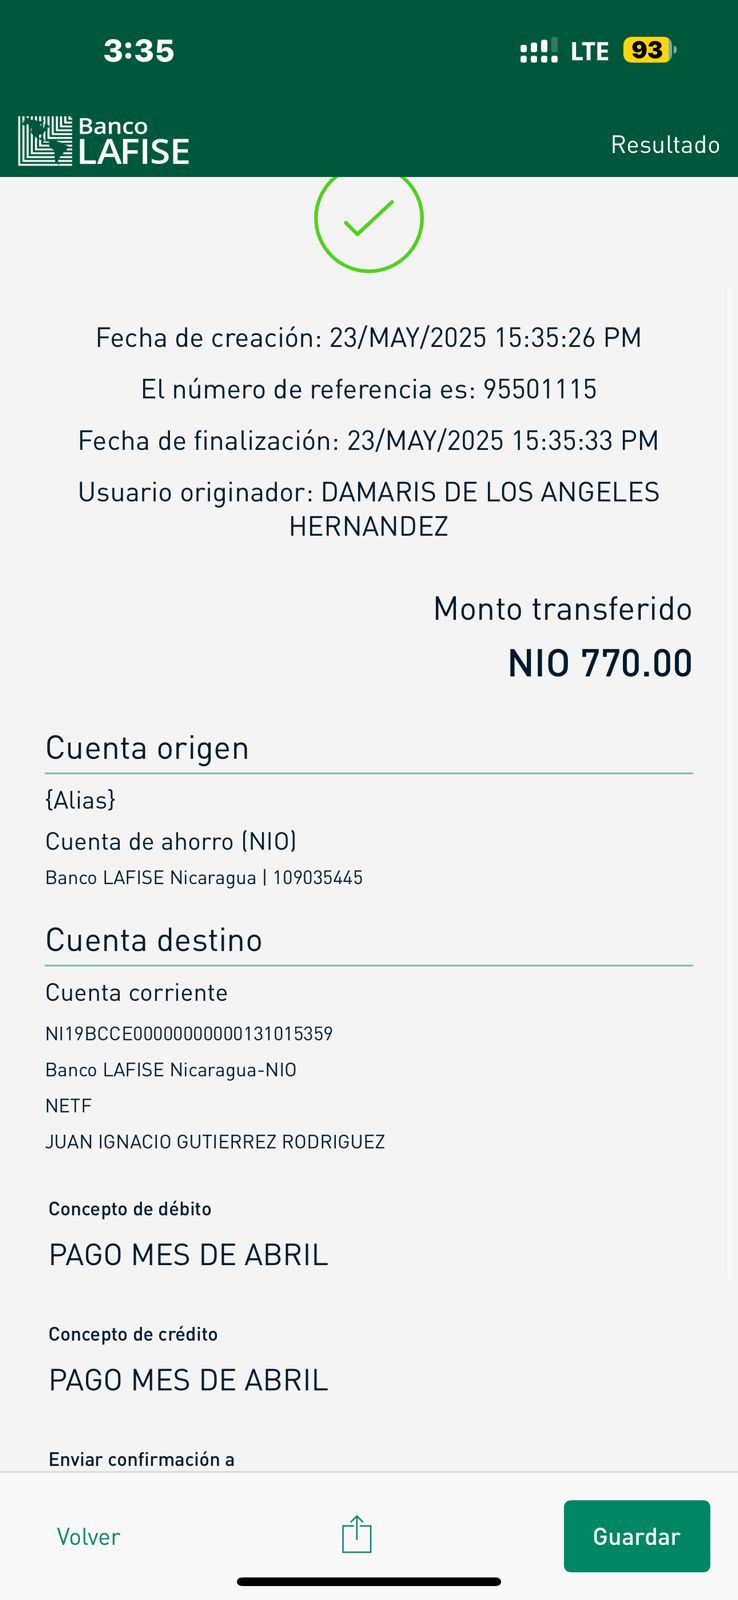 3:35
LTE 93
Banco
LAFISE
Resultado
Fecha de creación: 23/MAY/2025 15:35:26 PM
El número de referencia es: 95501115
Fecha de finalización: 23/MAY/2025 15:35:33 PM
Usuario originador: DAMARIS DE LOS ANGELES
HERNANDEZ
Monto transferido
NIO 770.00
Cuenta origen
{Alias}
Cuenta de ahorro (NIO)
Banco LAFISE Nicaragua | 109035445
Cuenta destino
Cuenta corriente
NI19BCCE00000000000131015359
Banco LAFISE Nicaragua-NIO
NETF
JUAN IGNACIO GUTIERREZ RODRIGUEZ
Concepto de débito
PAGO MES DE ABRIL
Concepto de crédito
PAGO MES DE ABRIL
Enviar confirmación a
Volver
Guardar